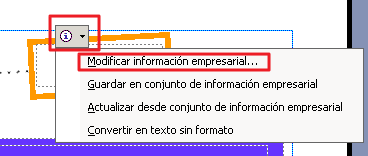 Modificar información empresarial...
Guardar en conjunto de información empresarial
Actualizar desde conjunto de información empresarial
Convertir en texto sin formato